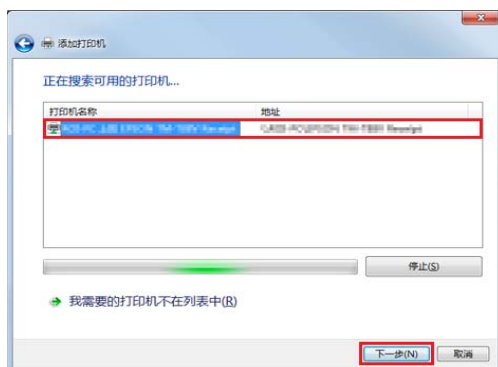 添加打印机
正在搜索可用的打印机...
打印机名称 地址
停止(S)
我需要的打印机不在列表中(R)
下一步(N) 取消